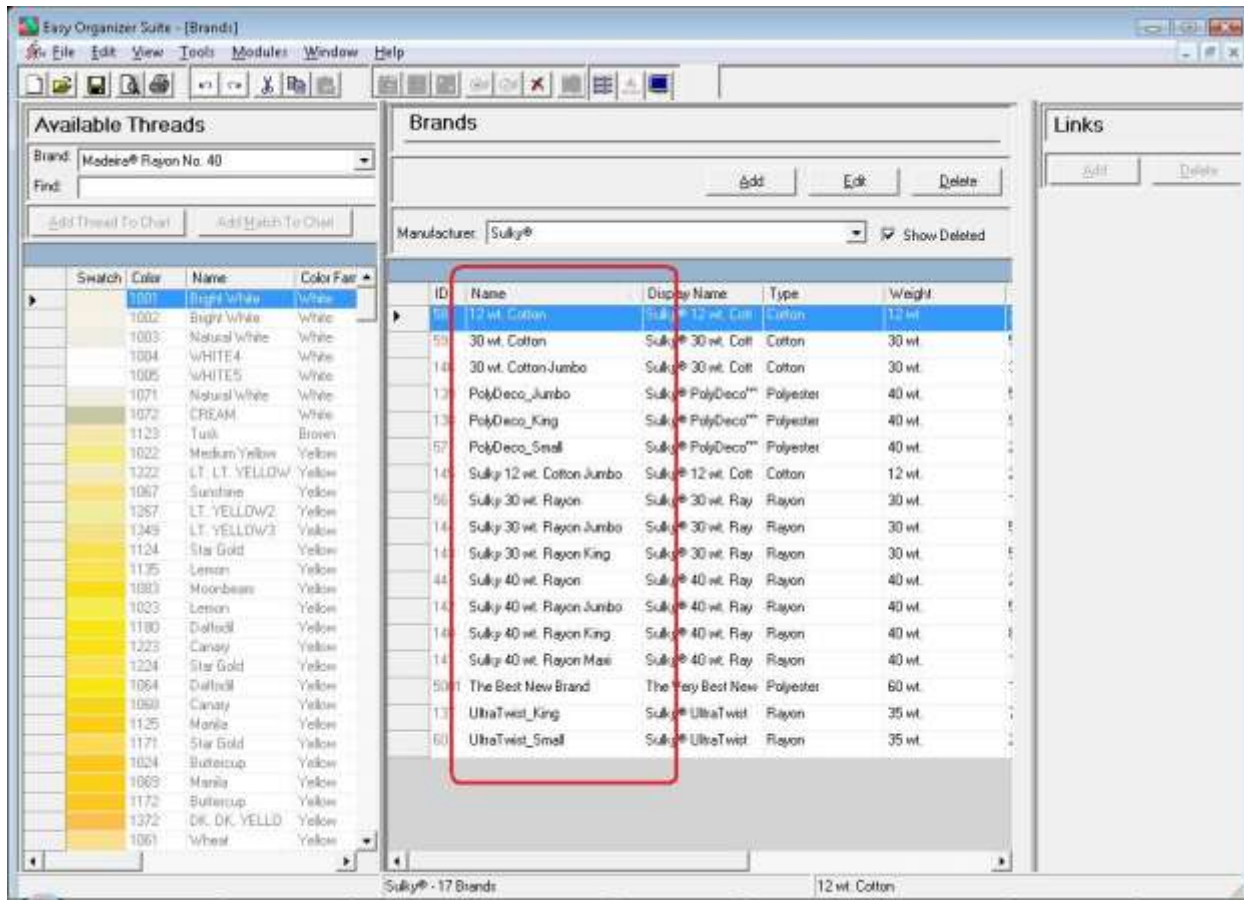 Easy Organizer Suite - [Brands]
File Edit View Tools Modules Window Help
Available Threads
Brand: Madeira® Rayon No. 40
Find:
Add Thread To Chart Add Match To Chart
Swatch Color Name Color Fam
1001 Bright White White
1002 Bright White White
1003 Natural White White
1004 WHITE4 White
1005 WHITE5 White
1071 Natural White White
1072 CREAM White
1123 Tusk Brown
1022 Medium Yellow Yellow
1222 LT. LT. YELLOW Yellow
1067 Sunshine Yellow
1267 LT. YELLOW2 Yellow
1349 LT. YELLOW3 Yellow
1124 Star Gold Yellow
1135 Lemon Yellow
1083 Moonbeam Yellow
1023 Lemon Yellow
1180 Daffodil Yellow
1223 Canary Yellow
1224 Star Gold Yellow
1064 Daffodil Yellow
1068 Canary Yellow
1125 Manila Yellow
1171 Star Gold Yellow
1024 Buttercup Yellow
1069 Manila Yellow
1172 Buttercup Yellow
1372 DK. DK. YELLO Yellow
1061 Wheat Yellow
Brands
Add Edit Delete
Manufacturer: Sulky® Show Deleted
ID Name Display Name Type Weight
58 12 wt. Cotton Sulky® 12 wt. Cott Cotton 12 wt.
59 30 wt. Cotton Sulky® 30 wt. Cott Cotton 30 wt.
30 wt. Cotton Jumbo Sulky® 30 wt. Cott Cotton 30 wt.
PolyDeco_Jumbo Sulky® PolyDeco™ Polyester 40 wt.
PolyDeco_King Sulky® PolyDeco™ Polyester 40 wt.
57 PolyDeco_Small Sulky® PolyDeco™ Polyester 40 wt.
Sulky 12 wt. Cotton Jumbo Sulky® 12 wt. Cott Cotton 12 wt.
56 Sulky 30 wt. Rayon Sulky® 30 wt. Ray Rayon 30 wt.
Sulky 30 wt. Rayon Jumbo Sulky® 30 wt. Ray Rayon 30 wt.
Sulky 30 wt. Rayon King Sulky® 30 wt. Ray Rayon 30 wt.
44 Sulky 40 wt. Rayon Sulky® 40 wt. Ray Rayon 40 wt.
Sulky 40 wt. Rayon Jumbo Sulky® 40 wt. Ray Rayon 40 wt.
Sulky 40 wt. Rayon King Sulky® 40 wt. Ray Rayon 40 wt.
Sulky 40 wt. Rayon Maxi Sulky® 40 wt. Ray Rayon 40 wt.
The Best New Brand The Very Best New Polyester 60 wt.
UltraTwist_King Sulky® UltraTwist Rayon 35 wt.
60 UltraTwist_Small Sulky® UltraTwist Rayon 35 wt.
Links
Add Delete
Sulky® - 17 Brands 12 wt. Cotton